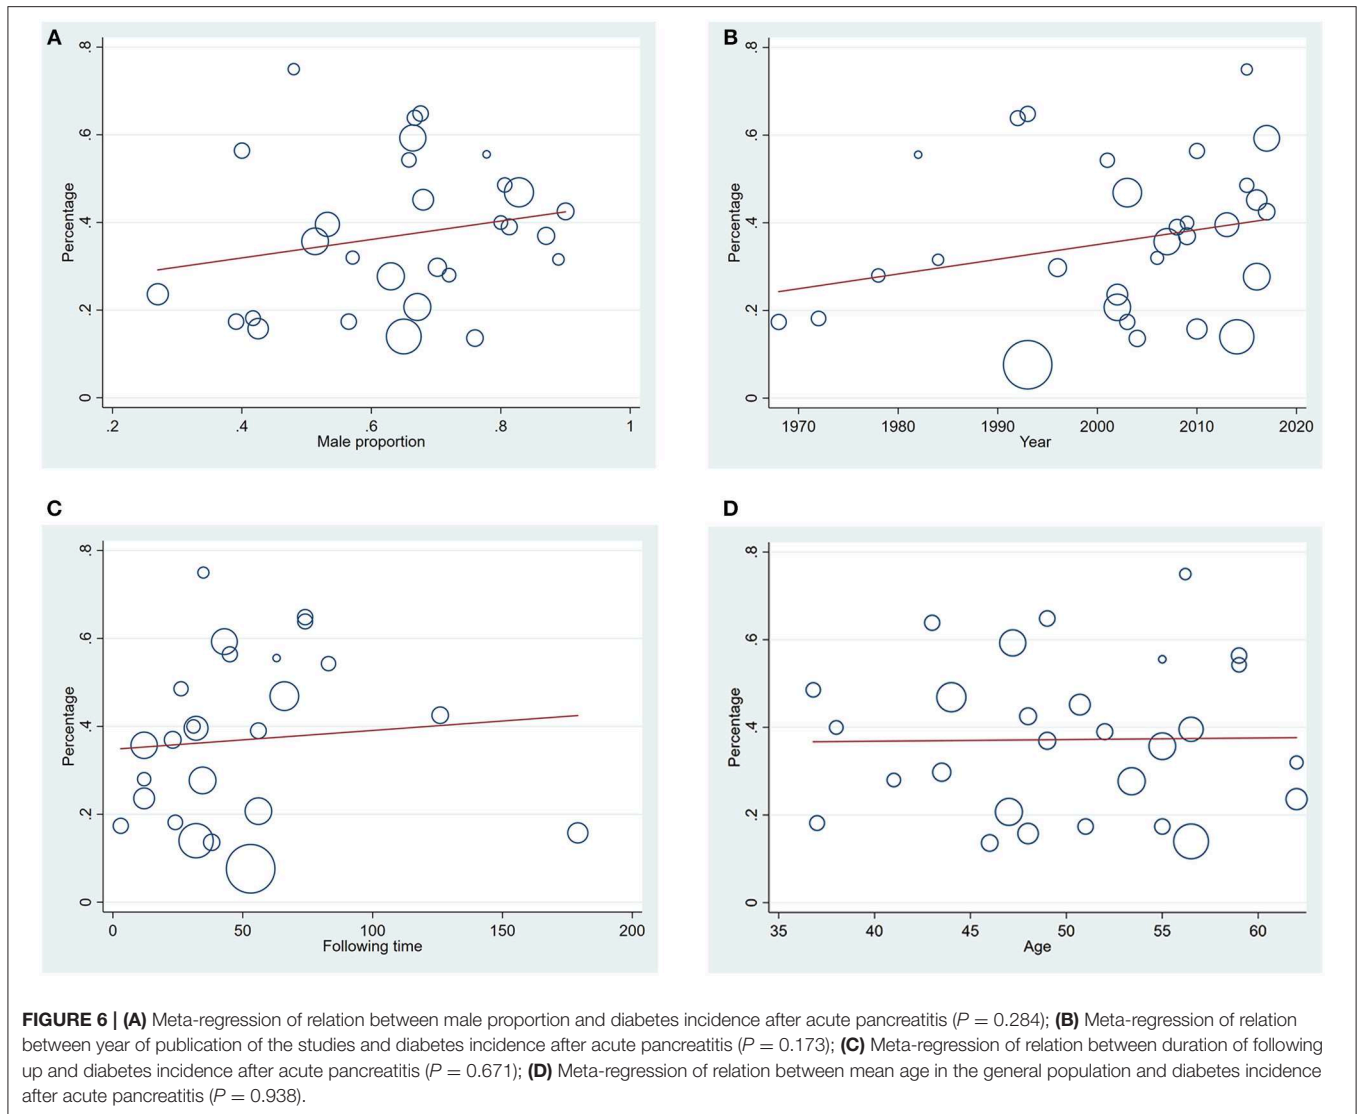 A
Percentage
.8
.6
.4
.2
0
.2 .4 .6 .8 1
Male proportion
B
Percentage
.8
.6
.4
.2
0
1970 1980 1990 2000 2010 2020
Year
C
Percentage
.8
.6
.4
.2
0
0 50 100 150 200
Following time
D
Percentage
.8
.6
.4
.2
0
35 40 45 50 55 60
Age
FIGURE 6 | (A) Meta-regression of relation between male proportion and diabetes incidence after acute pancreatitis (P = 0.284); (B) Meta-regression of relation
between year of publication of the studies and diabetes incidence after acute pancreatitis (P = 0.173); (C) Meta-regression of relation between duration of following
up and diabetes incidence after acute pancreatitis (P = 0.671); (D) Meta-regression of relation between mean age in the general population and diabetes incidence
after acute pancreatitis (P = 0.938).